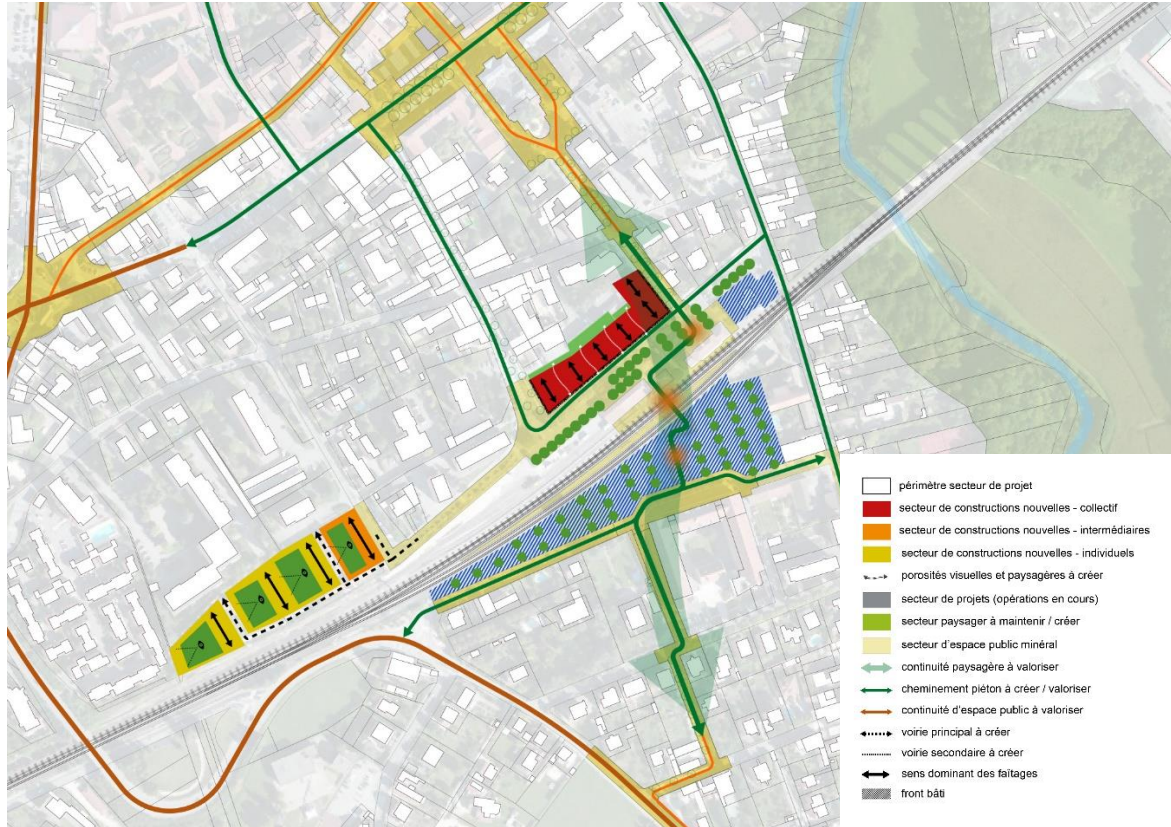 périmètre secteur de projet
secteur de constructions nouvelles - collectif
secteur de constructions nouvelles - intermédiaires
secteur de constructions nouvelles - individuels
porosités visuelles et paysagères à créer
secteur de projets (opérations en cours)
secteur paysager à maintenir / créer
secteur d'espace public minéral
continuité paysagère à valoriser
cheminement piéton à créer / valoriser
continuité d'espace public à valoriser
voirie principal à créer
voirie secondaire à créer
sens dominant des faîtages
front bâti